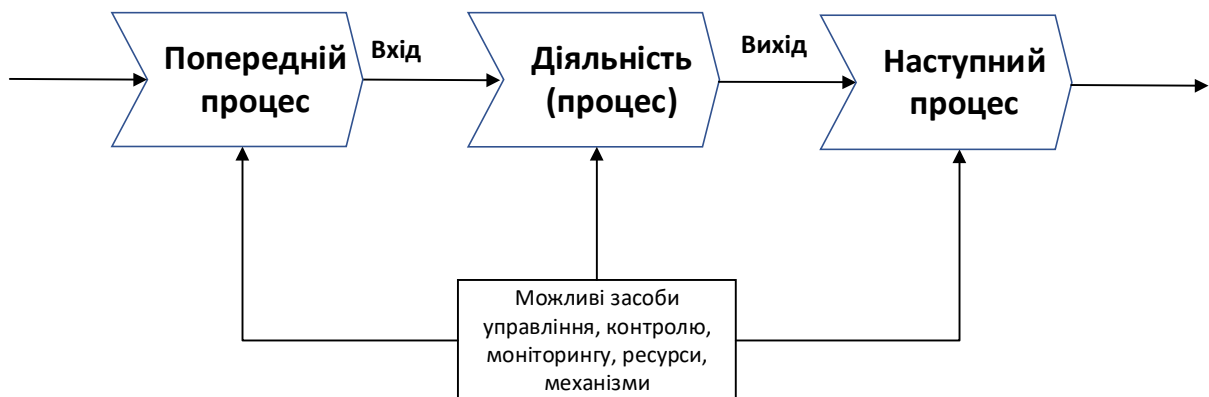 Попередній
процес
Вхід
Діяльність
(процес)
Вихід
Наступний
процес
Можливі засоби
управління, контролю,
моніторингу, ресурси,
механізми